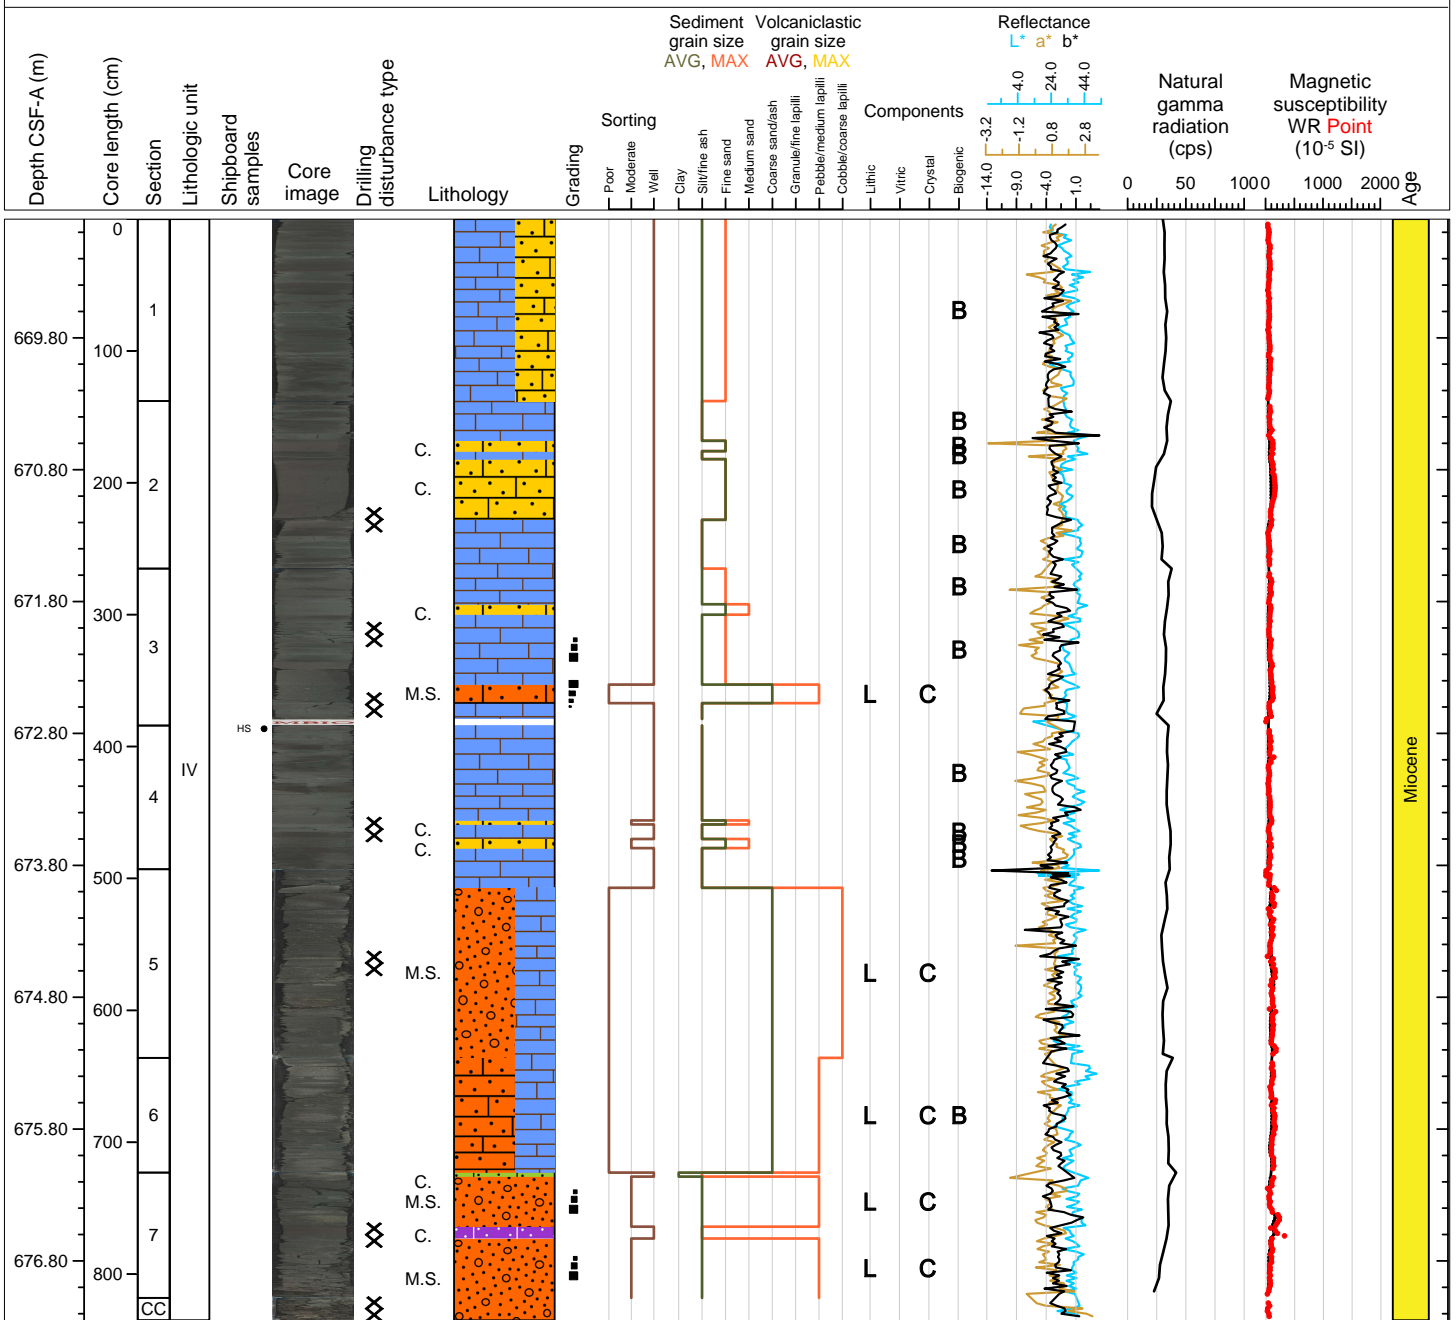 Depth CSF-A (m)
Core length (cm)
Section
Lithologic unit
Shipboard
samples
Core
image
Drilling
disturbance type
Lithology
Grading
Sorting
Poor
Moderate
Well
Sediment
grain size
AVG, MAX
Volcaniclastic
grain size
AVG, MAX
Clay
Silt/fine ash
Fine sand
Medium sand
Coarse sand/ash
Granule/fine lapilli
Pebble/medium lapilli
Cobble/coarse lapilli
Components
Lithic
Vitric
Crystal
Biogenic
Reflectance
L* a* b*
4.0 24.0 44.0
-3.2 -1.2 0.8 2.8
-14.0 -9.0 -4.0 1.0
Natural
gamma
radiation
(cps)
0 50 100
Magnetic
susceptibility
WR Point
(10⁻⁵ SI)
0 1000 2000
Age
0
1
B
669.80
100
B
C.
B
670.80
B
200
2
C.
B
B
B
671.80
300
C.
3
B
M.S.
L
C
HS
672.80
400
IV
Miocene
B
4
C.
B
B
C.
673.80
B
500
5
M.S.
L
C
674.80
600
6
L
C
B
675.80
700
C.
M.S.
L
C
7
C.
676.80
800
M.S.
L
C
CC